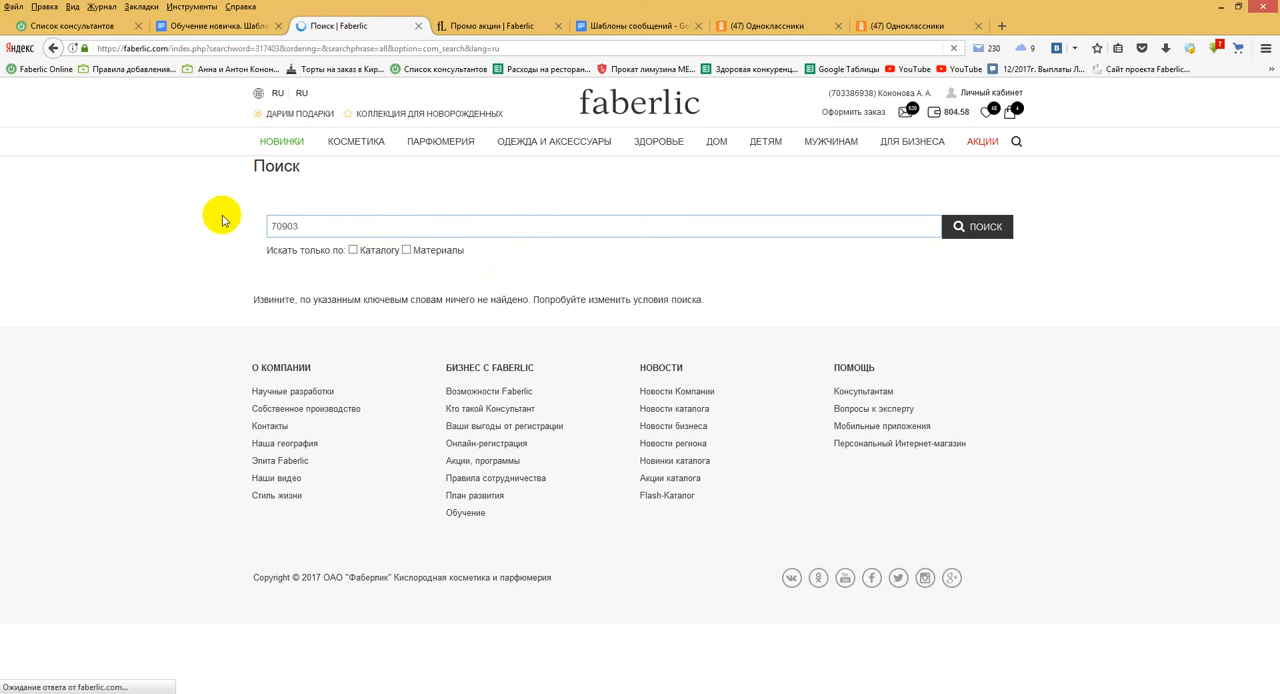 Файл Правка Вид Журнал Закладки Инструменты Справка
Список консультантов
Обучение новичка. Шабло
Поиск | Faberlic
Промо акции | Faberlic
Шаблоны сообщений - Go
(47) Одноклассники
(47) Одноклассники
Яндекс https://faberlic.com/index.php?searchword=317403&ordering=&searchphrase=all&option=com_search&lang=ru 230 9 7
Faberlic Online Правила добавления... Анна и Антон Конон... Торты на заказ в Кир... Список консультантов Расходы на ресторан... Прокат лимузина МЕ... Здоровая конкуренц... Google Таблицы YouTube YouTube 12/2017г. Выплаты Л... Сайт проекта Faberlic...
RU RU
faberlic
(703386938) Кононова А. А. Личный кабинет
ДАРИМ ПОДАРКИ КОЛЛЕКЦИЯ ДЛЯ НОВОРОЖДЕННЫХ
Оформить заказ 804.58
НОВИНКИ КОСМЕТИКА ПАРФЮМЕРИЯ ОДЕЖДА И АКСЕССУАРЫ ЗДОРОВЬЕ ДОМ ДЕТЯМ МУЖЧИНАМ ДЛЯ БИЗНЕСА АКЦИИ
Поиск
70903
ПОИСК
Искать только по: Каталогу Материалы
Извините, по указанным ключевым словам ничего не найдено. Попробуйте изменить условия поиска.
О КОМПАНИИ
Научные разработки
Собственное производство
Контакты
Наша география
Элита Faberlic
Наши видео
Стиль жизни
БИЗНЕС С FABERLIC
Возможности Faberlic
Кто такой Консультант
Ваши выгоды от регистрации
Онлайн-регистрация
Акции, программы
Правила сотрудничества
План развития
Обучение
НОВОСТИ
Новости Компании
Новости каталога
Новости бизнеса
Новости региона
Новинки каталога
Акции каталога
Flash-Каталог
ПОМОЩЬ
Консультантам
Вопросы к эксперту
Мобильные приложения
Персональный Интернет-магазин
Copyright © 2017 ОАО "Фаберлик" Кислородная косметика и парфюмерия
Ожидание ответа от faberlic.com...